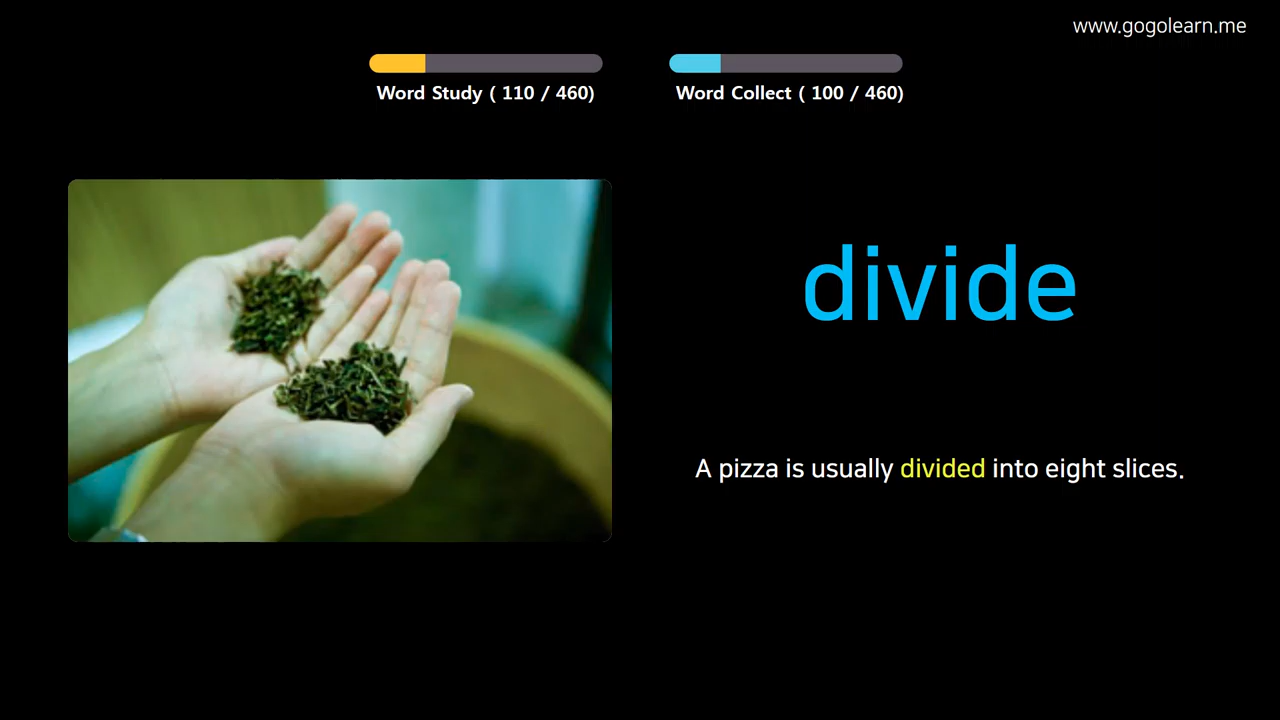 www.gogolearn.me
Word Study ( 110 / 460)
Word Collect ( 100 / 460)
divide
A pizza is usually divided into eight slices.